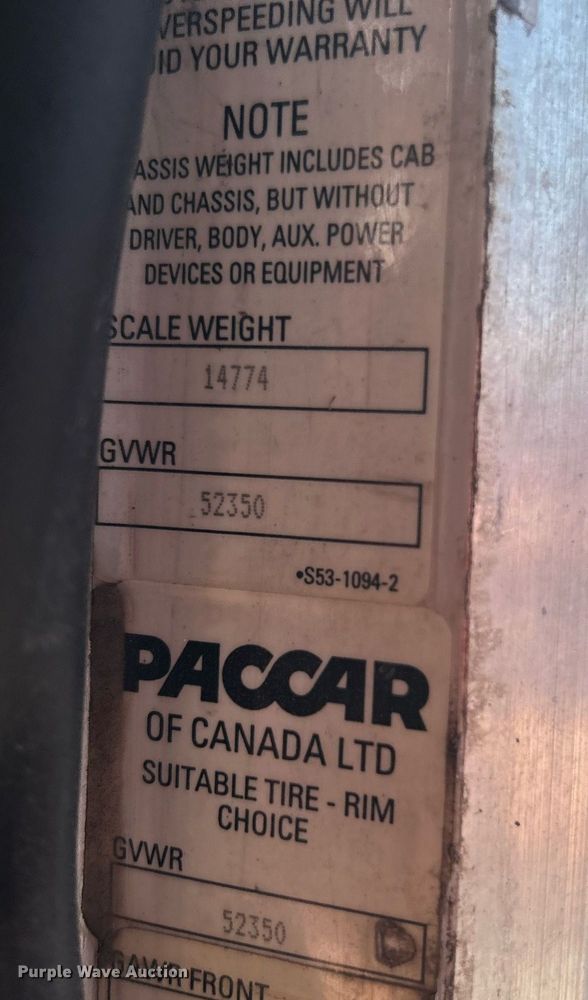 VERSPEEDING WILL
ID YOUR WARRANTY
NOTE
ASSIS WEIGHT INCLUDES CAB
AND CHASSIS, BUT WITHOUT
DRIVER, BODY, AUX. POWER
DEVICES OR EQUIPMENT
SCALE WEIGHT
14774
GVWR
52350
•S53-1094-2
PACCAR
OF CANADA LTD
SUITABLE TIRE - RIM
CHOICE
GVWR
52350
GAWR FRONT
Purple Wave Auction